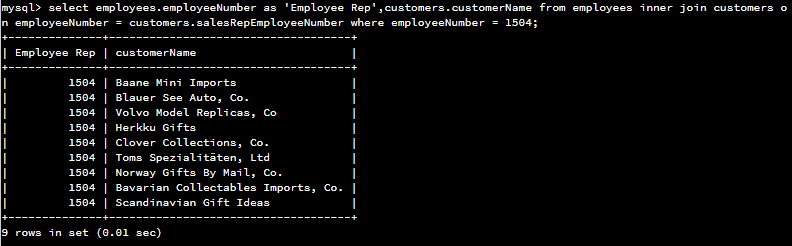 mysql> select employees.employeeNumber as 'Employee Rep',customers.customerName from employees inner join customers o
n employeeNumber = customers.salesRepEmployeeNumber where employeeNumber = 1504;
+--------------+--------------------------------+
| Employee Rep | customerName                   |
+--------------+--------------------------------+
|         1504 | Baane Mini Imports             |
|         1504 | Blauer See Auto, Co.           |
|         1504 | Volvo Model Replicas, Co       |
|         1504 | Herkku Gifts                   |
|         1504 | Clover Collections, Co.        |
|         1504 | Toms Spezialitäten, Ltd        |
|         1504 | Norway Gifts By Mail, Co.      |
|         1504 | Bavarian Collectables Imports, Co. |
|         1504 | Scandinavian Gift Ideas        |
+--------------+--------------------------------+
9 rows in set (0.01 sec)